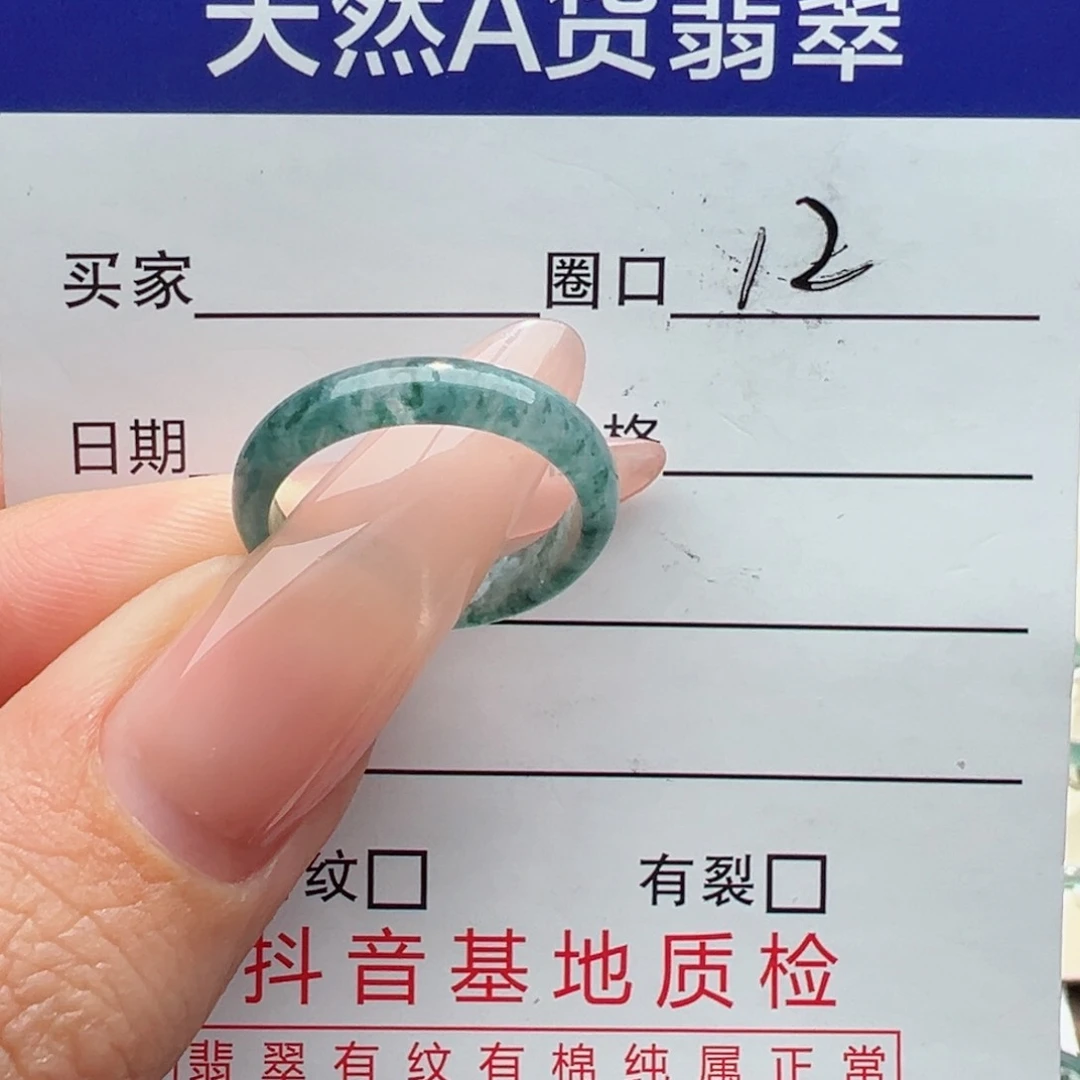 天然A货翡翠
买家 圈口 12
日期 格
纹 有裂
抖音基地质检
翡翠有纹有棉纯属正常